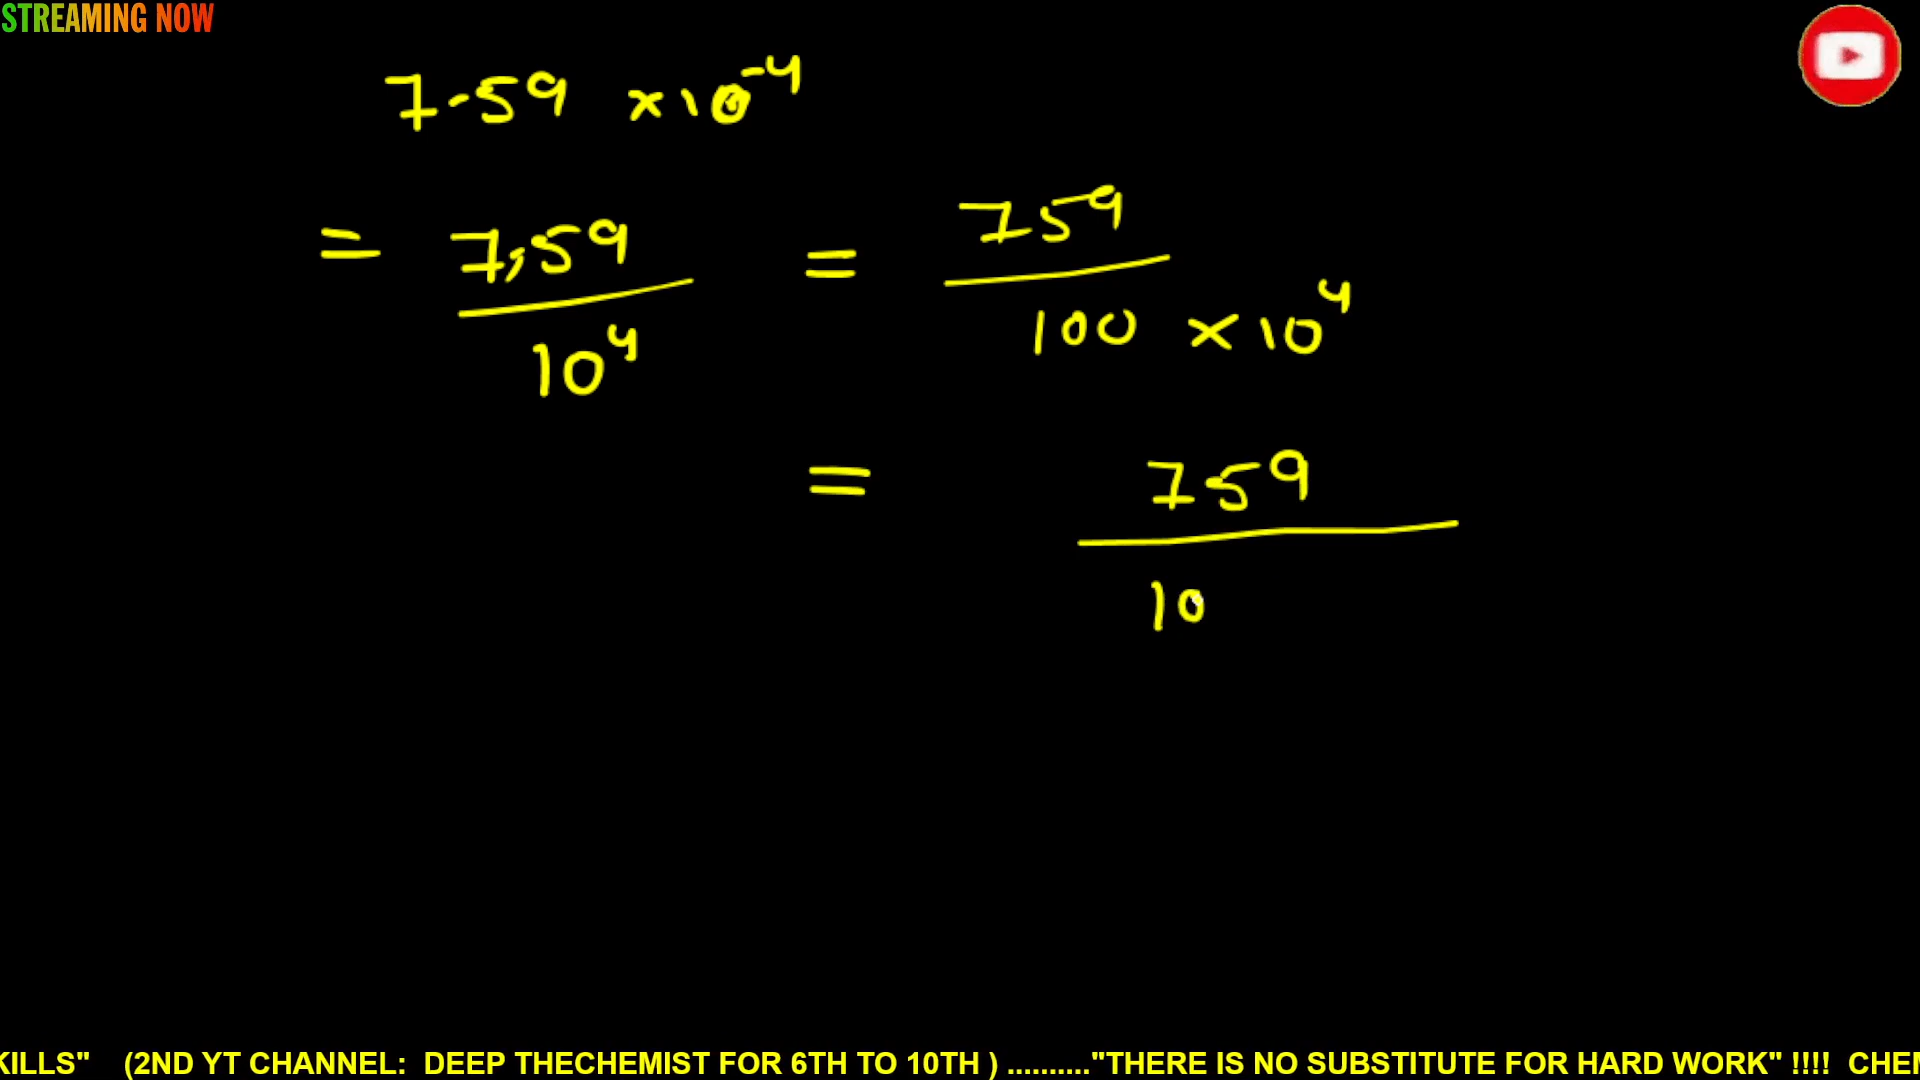 STREAMING NOW
7.59 ×10⁻⁴
= 7,59 / 10⁴ = 759 / 100 × 10⁴
= 759 / 10
KILLS" (2ND YT CHANNEL: DEEP THECHEMIST FOR 6TH TO 10TH ) .........."THERE IS NO SUBSTITUTE FOR HARD WORK" !!!! CHEM